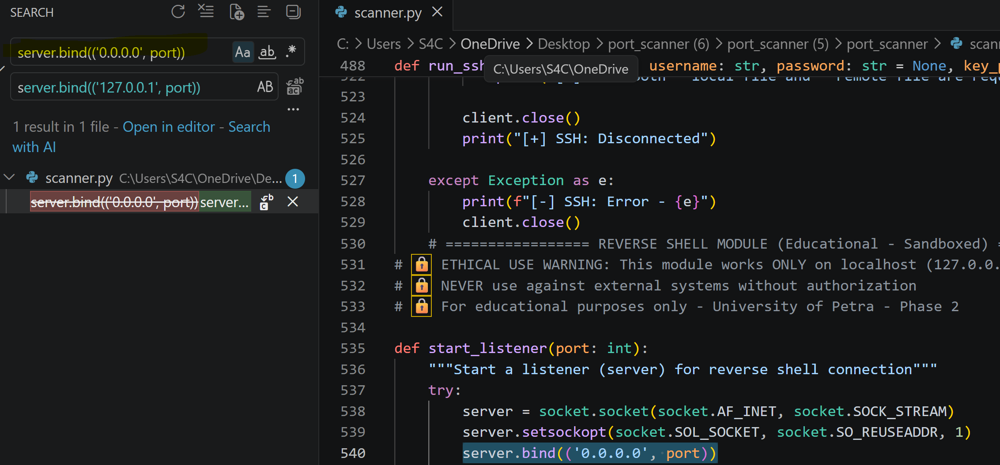 SEARCH
server.bind(('0.0.0.0', port))
Aa ab .*
server.bind(('127.0.0.1', port))
AB
1 result in 1 file - Open in editor - Search
with AI
scanner.py C:\Users\S4C\OneDrive\De... 1
server.bind(('0.0.0.0', port))server...
scanner.py
C: > Users > S4C > OneDrive > Desktop > port_scanner (6) > port_scanner (5) > port_scanner >
C:\Users\S4C\OneDrive
488 def username: str, password: str = None,
523
524 client.close()
525 print("[+] SSH: Disconnected")
526
527 except Exception as e:
528 print(f"[-] SSH: Error - {e}")
529 client.close()
530 # ================= REVERSE SHELL MODULE (Educational - Sandboxed) =
531 # 🔒 ETHICAL USE WARNING: This module works ONLY on localhost (127.0.0.
532 # 🔒 NEVER use against external systems without authorization
533 # 🔒 For educational purposes only - University of Petra - Phase 2
534
535 def start_listener(port: int):
536 """Start a listener (server) for reverse shell connection"""
537 try:
538 server = socket.socket(socket.AF_INET, socket.SOCK_STREAM)
539 server.setsockopt(socket.SOL_SOCKET, socket.SO_REUSEADDR, 1)
540 server.bind(('0.0.0.0', port))